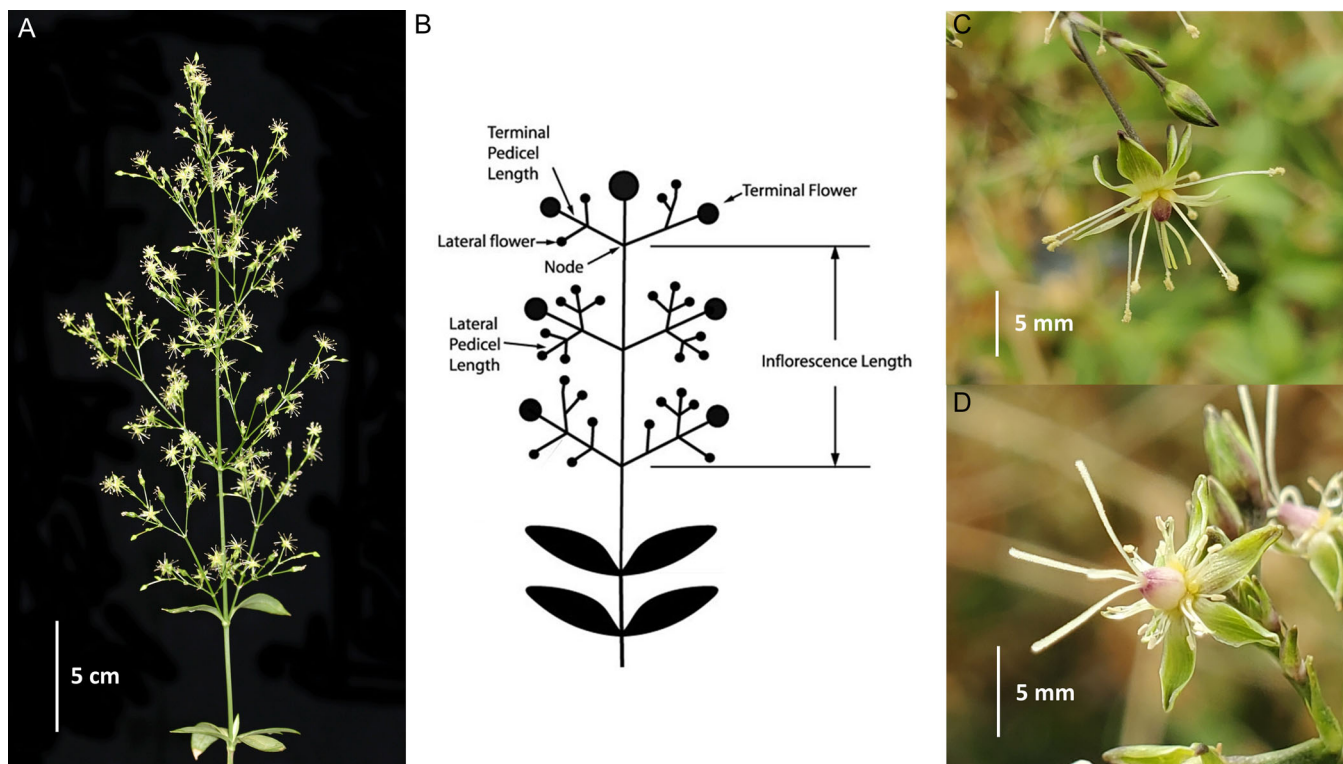 A
5 cm
B
Terminal
Pedicel
Length
Terminal Flower
Lateral flower
Node
Lateral
Pedicel
Length
Inflorescence Length
C
5 mm
D
5 mm